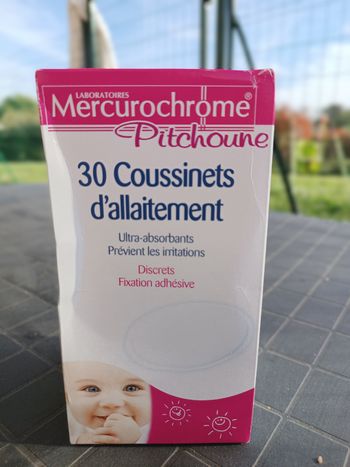 LABORATOIRES
Mercurochrome®
Pitchoune
30 Coussinets
d'allaitement
Ultra-absorbants
Prévient les irritations
Discrets
Fixation adhésive